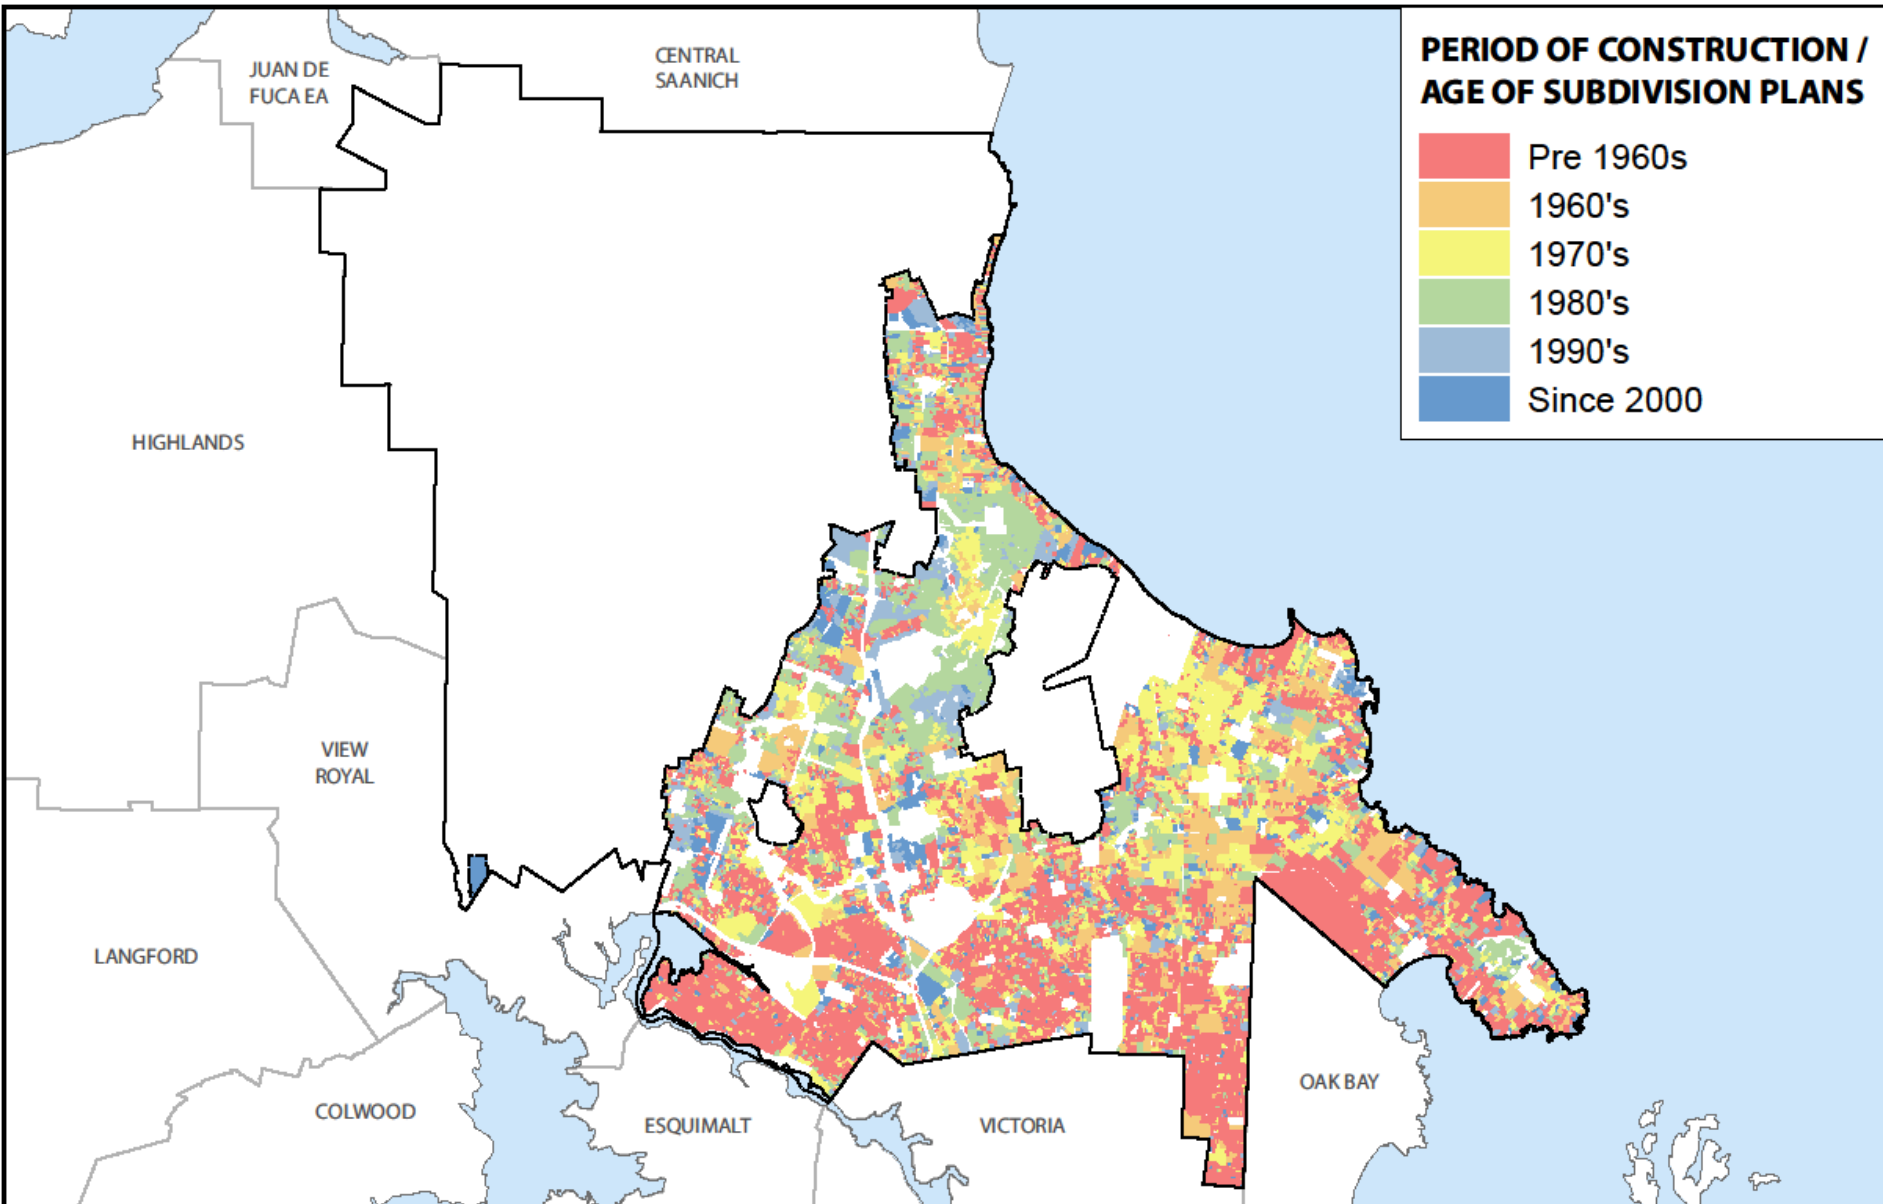 JUAN DE
FUCA EA
CENTRAL
SAANICH
PERIOD OF CONSTRUCTION /
AGE OF SUBDIVISION PLANS
Pre 1960s
1960's
1970's
1980's
1990's
Since 2000
HIGHLANDS
VIEW
ROYAL
LANGFORD
COLWOOD
ESQUIMALT
VICTORIA
OAK BAY